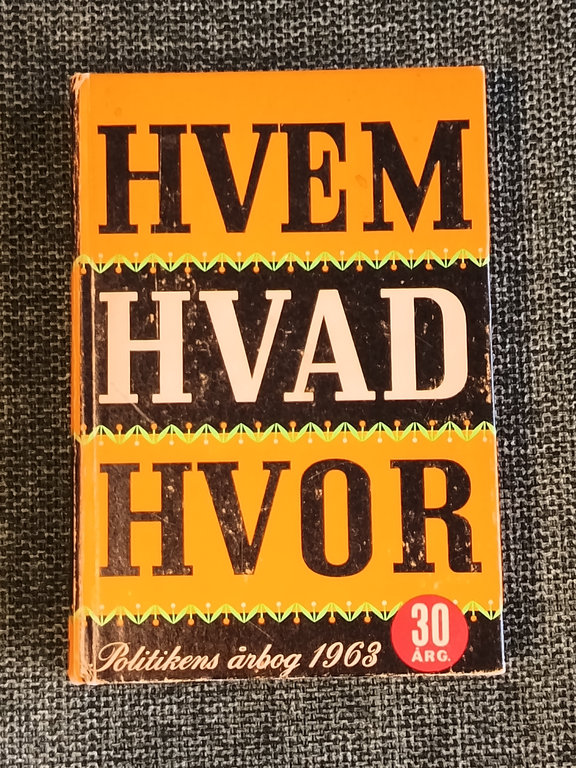 HVEM
HVAD
HVOR
Politikens årbog 1963
30
ÅRG.